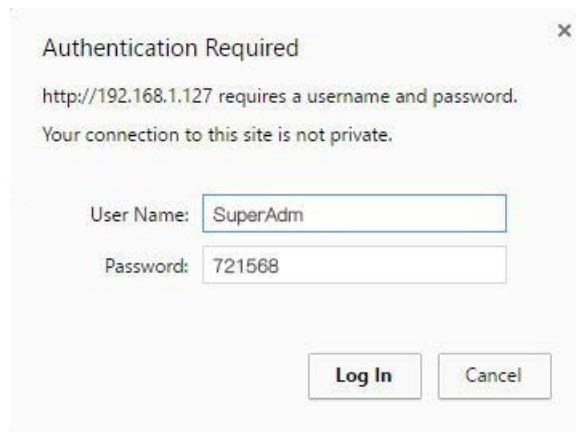 Authentication Required
http://192.168.1.127 requires a username and password.
Your connection to this site is not private.
User Name: SuperAdm
Password: 721568
Log In Cancel